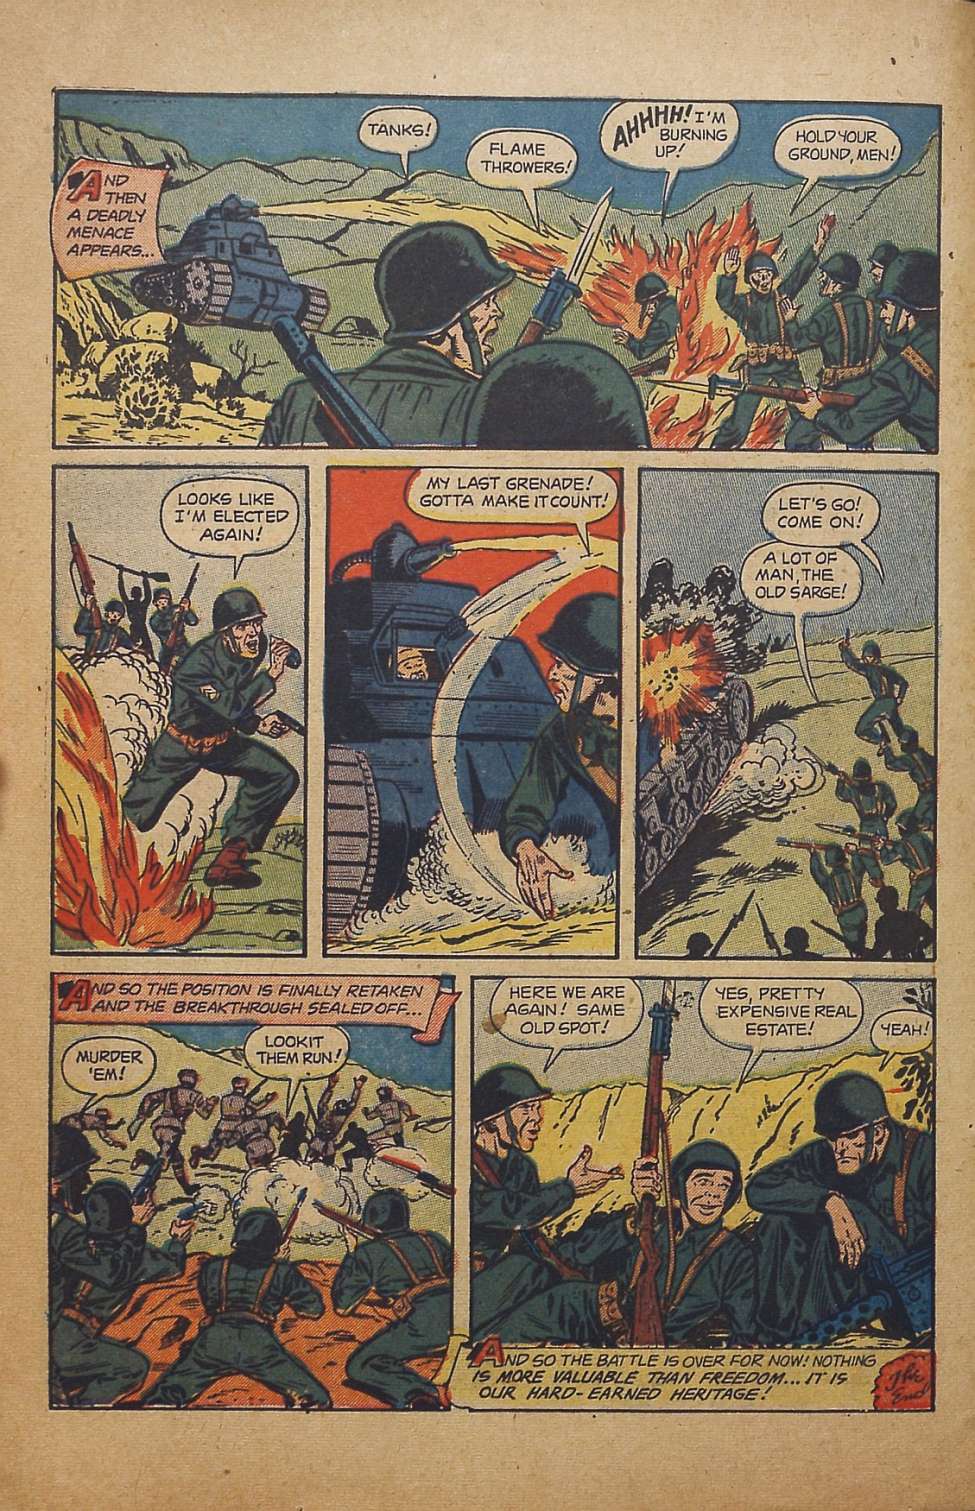 AND
THEN
A DEADLY
MENACE
APPEARS...
TANKS!
FLAME
THROWERS!
AHHHH! I'M
BURNING
UP!
HOLD YOUR
GROUND, MEN!
LOOKS LIKE
I'M ELECTED
AGAIN!
MY LAST GRENADE!
GOTTA MAKE IT COUNT!
LET'S GO!
COME ON!
A LOT OF
MAN, THE
OLD SARGE!
AND SO THE POSITION IS FINALLY RETAKEN
AND THE BREAKTHROUGH SEALED OFF...
MURDER
'EM!
LOOKIT
THEM RUN!
HERE WE ARE
AGAIN! SAME
OLD SPOT!
YES, PRETTY
EXPENSIVE REAL
ESTATE!
YEAH!
AND SO THE BATTLE IS OVER FOR NOW! NOTHING
IS MORE VALUABLE THAN FREEDOM... IT IS
OUR HARD-EARNED HERITAGE!
The
End